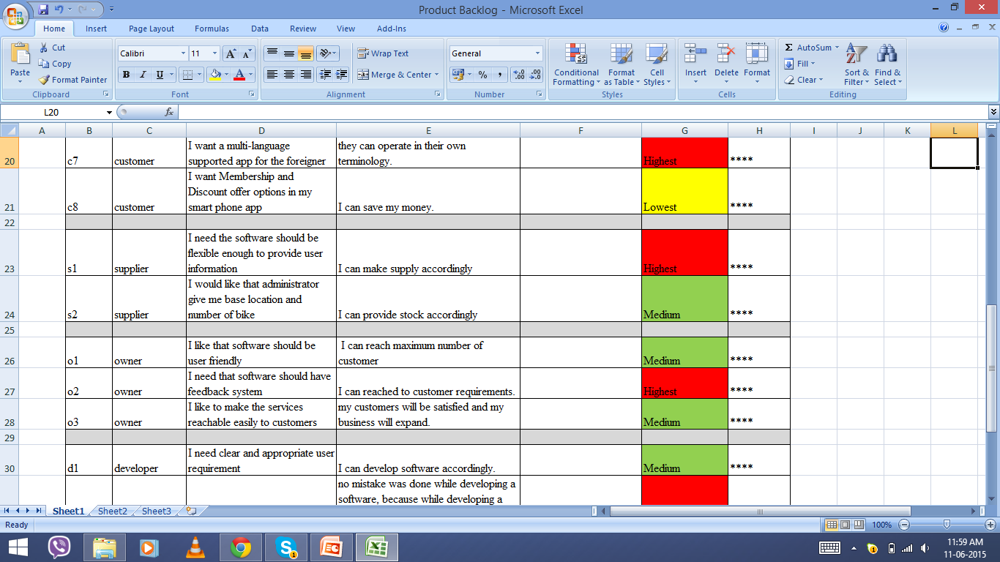 Product Backlog - Microsoft Excel
Home Insert Page Layout Formulas Data Review View Add-Ins
Paste
Cut
Copy
Format Painter
Clipboard
Calibri 11 A A
B I U A
Font
Wrap Text
Merge & Center
Alignment
General
% , .0 .00 .00 .0
Number
Conditional Formatting
Format as Table
Cell Styles
Styles
Insert Delete Format
Cells
Σ AutoSum
Fill
Clear
Sort & Filter
Find & Select
Editing
L20 fx
A B C D E F G H I J K L
I want a multi-language they can operate in their own
20 c7 customer supported app for the foreigner terminology. Highest ****
I want Membership and
Discount offer options in my
21 c8 customer smart phone app I can save my money. Lowest ****
22
I need the software should be
flexible enough to provide user
23 s1 supplier information I can make supply accordingly Highest ****
I would like that administrator
give me base location and
24 s2 supplier number of bike I can provide stock accordingly Medium ****
25
I like that software should be I can reach maximum number of
26 o1 owner user friendly customer Medium ****
I need that software should have
27 o2 owner feedback system I can reached to customer requirements. Highest ****
I like to make the services my customers will be satisfied and my
28 o3 owner reachable easily to customers business will expand. Medium ****
29
I need clear and appropriate user
30 d1 developer requirement I can develop software accordingly. Medium ****
no mistake was done while developing a
software, because while developing a
Sheet1 Sheet2 Sheet3
Ready 100%
11:59 AM
11-06-2015